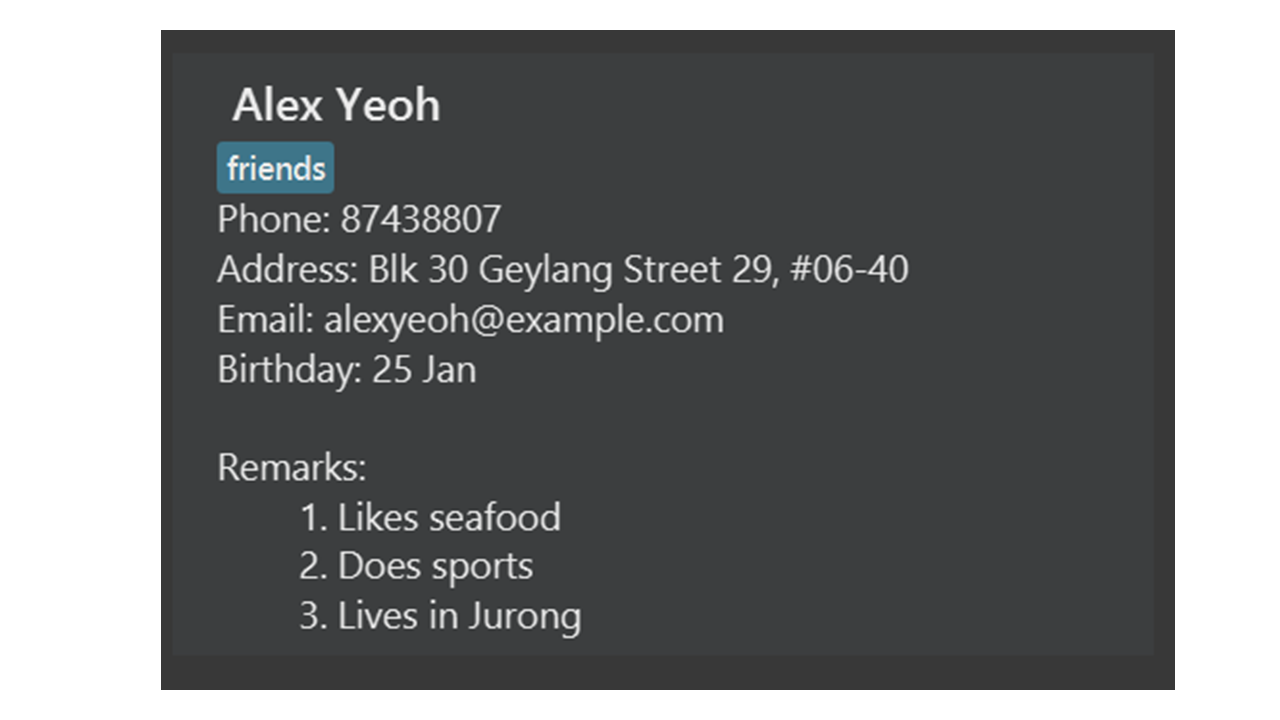 Alex Yeoh
friends
Phone: 87438807
Address: Blk 30 Geylang Street 29, #06-40
Email: alexyeoh@example.com
Birthday: 25 Jan
Remarks:
1. Likes seafood
2. Does sports
3. Lives in Jurong